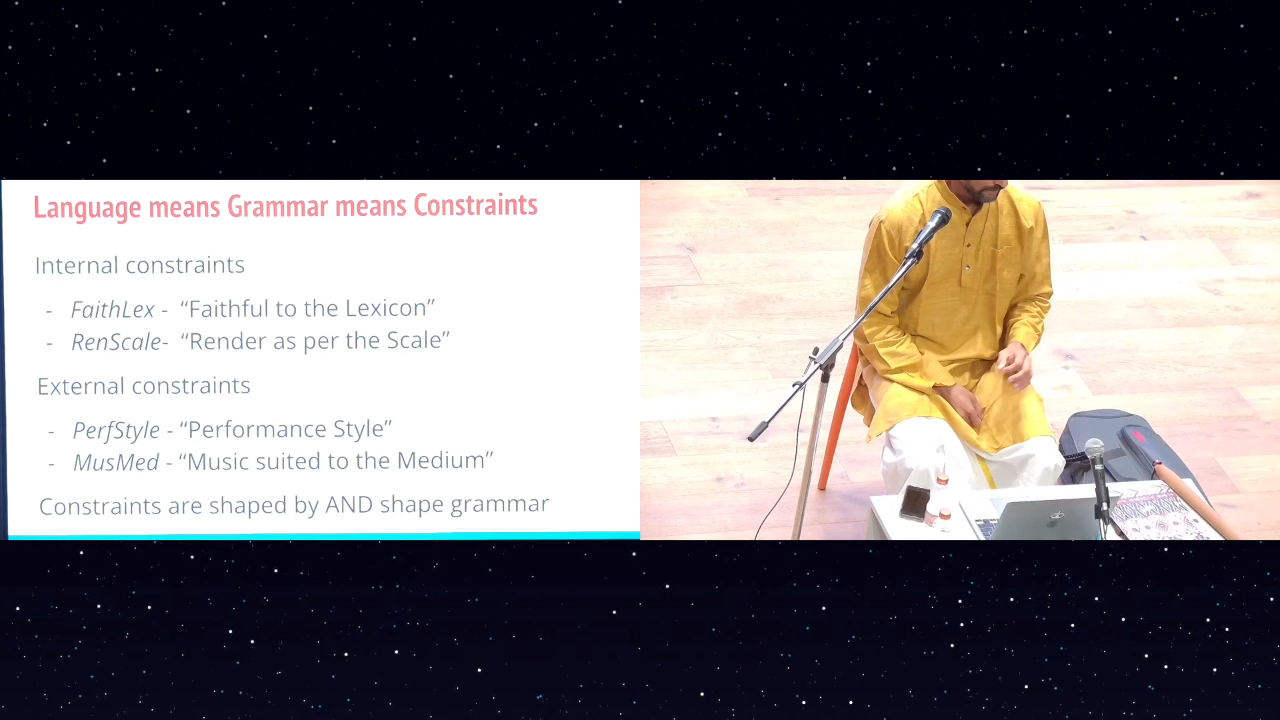 Language means Grammar means Constraints
Internal constraints
- FaithLex - “Faithful to the Lexicon”
- RenScale- “Render as per the Scale”
External constraints
- PerfStyle - “Performance Style”
- MusMed - “Music suited to the Medium”
Constraints are shaped by AND shape grammar